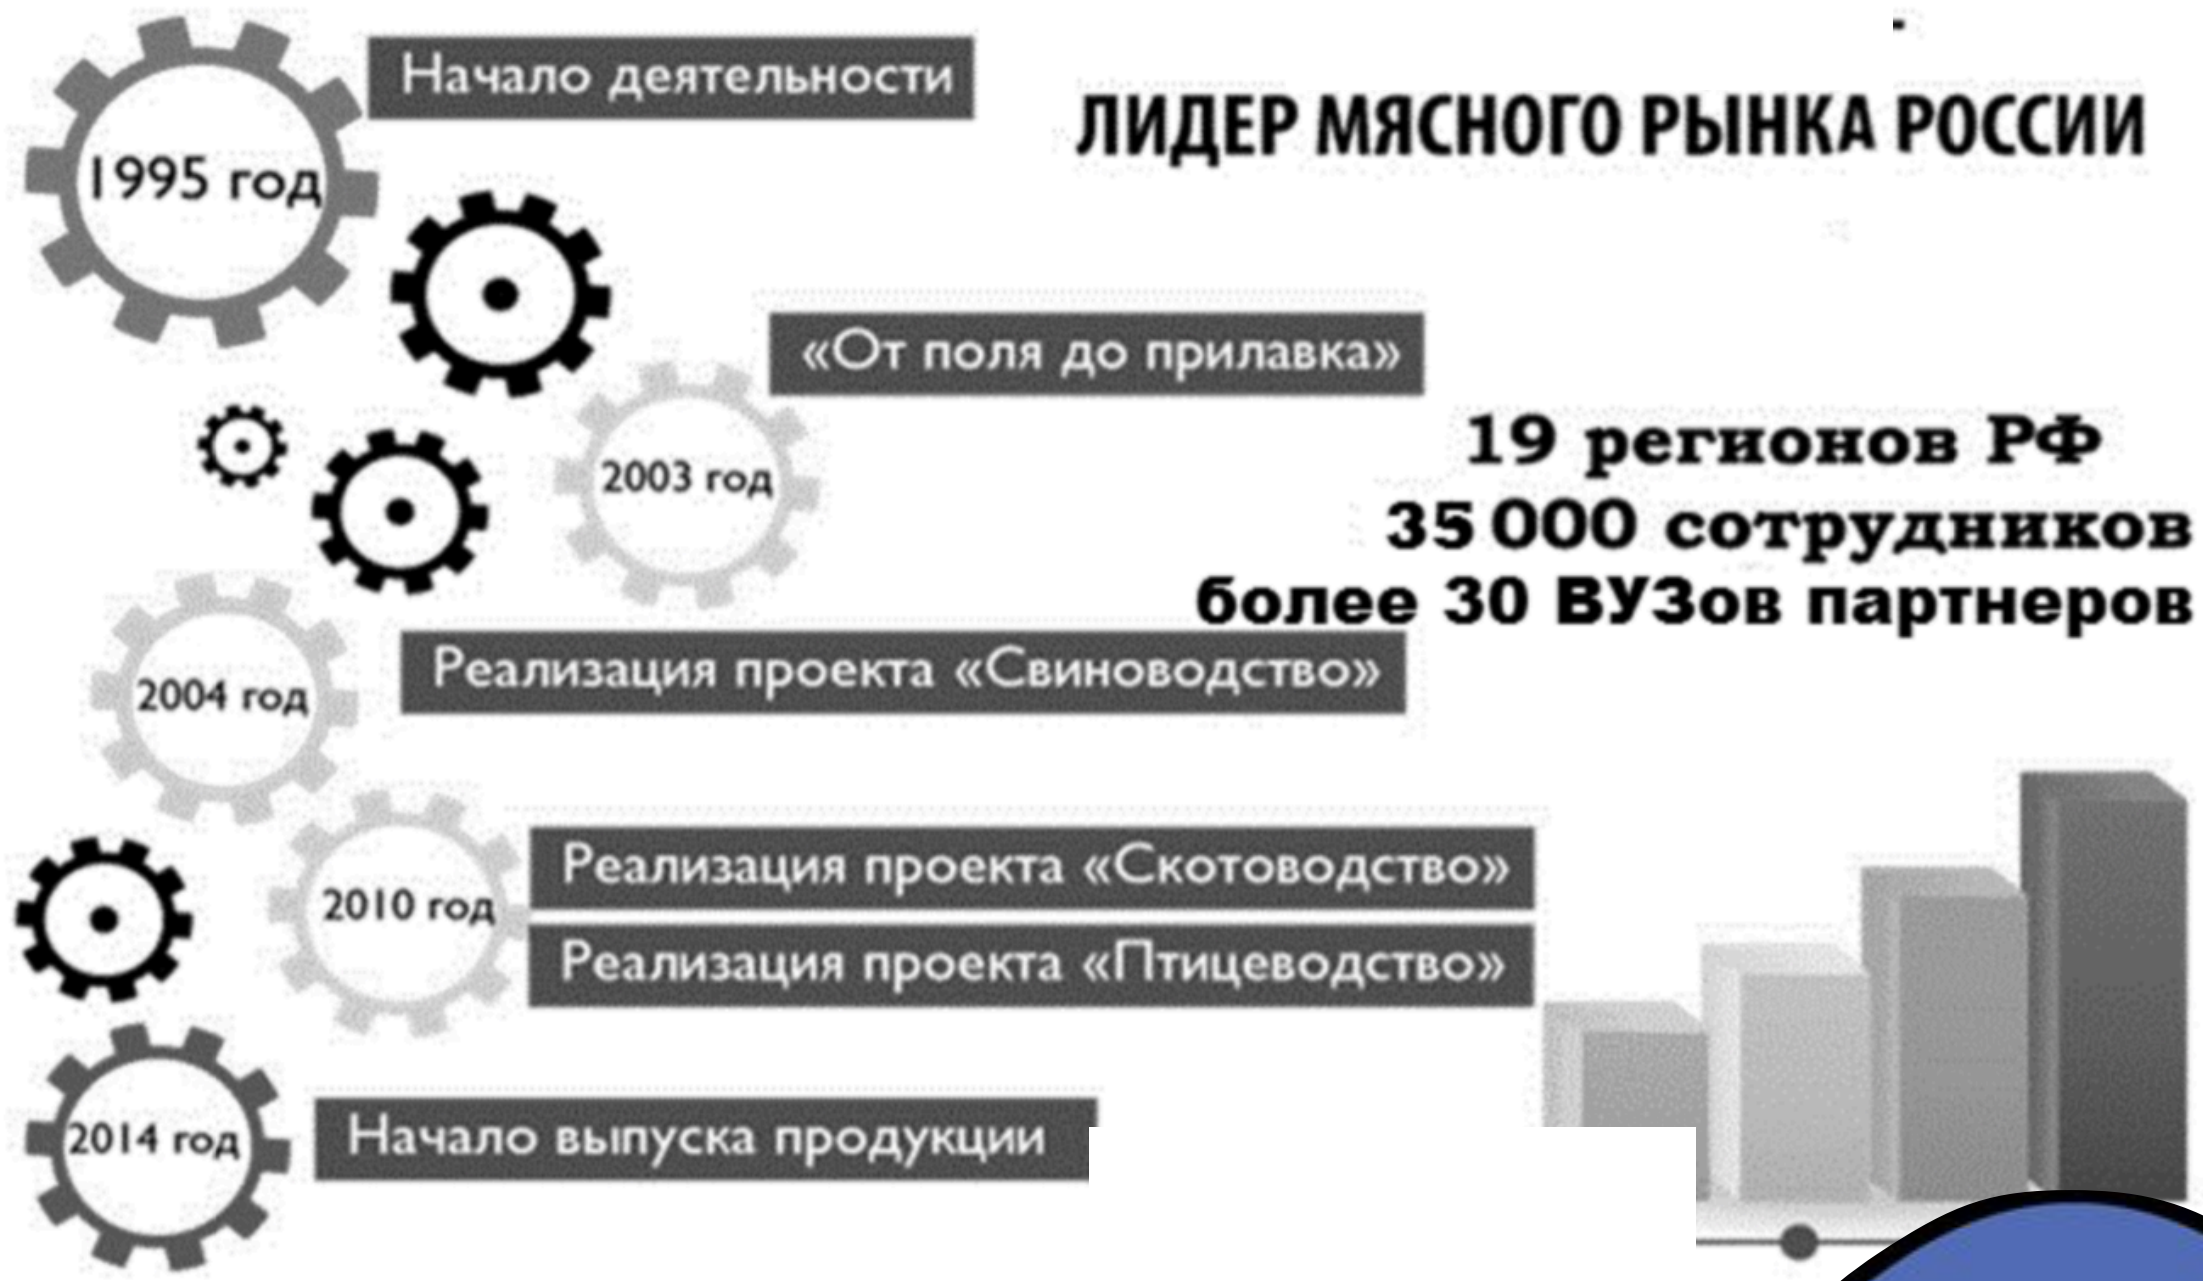 Начало деятельности
ЛИДЕР МЯСНОГО РЫНКА РОССИИ
1995 год
«От поля до прилавка»
19 регионов РФ
2003 год
35 000 сотрудников
более 30 ВУЗов партнеров
Реализация проекта «Свиноводство»
2004 год
Реализация проекта «Скотоводство»
2010 год
Реализация проекта «Птицеводство»
Начало выпуска продукции
2014 год